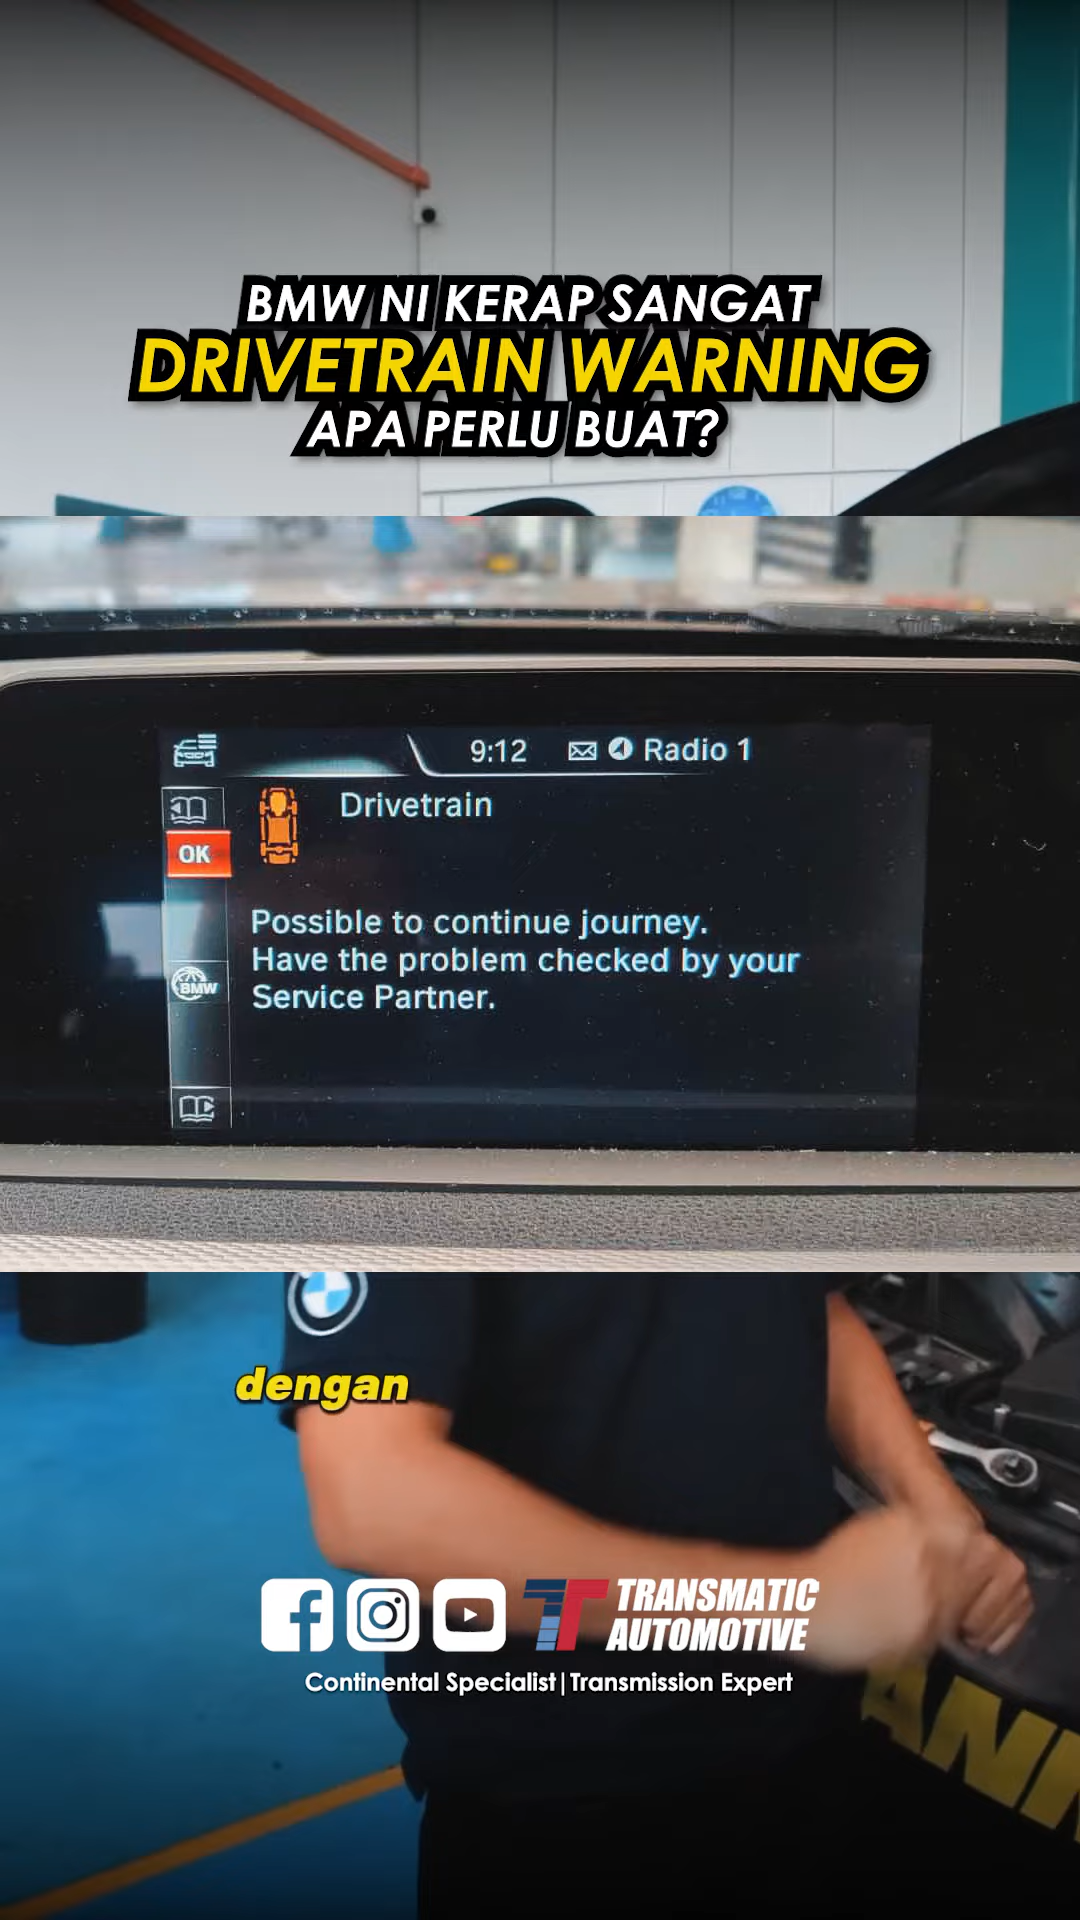 BMW NI KERAP SANGAT
DRIVETRAIN WARNING
APA PERLU BUAT?
9:12
Radio 1
Drivetrain
OK
Possible to continue journey.
Have the problem checked by your
BMW
Service Partner.
dengan
TRANSMATIC
AUTOMOTIVE
Continental Specialist|Transmission Expert